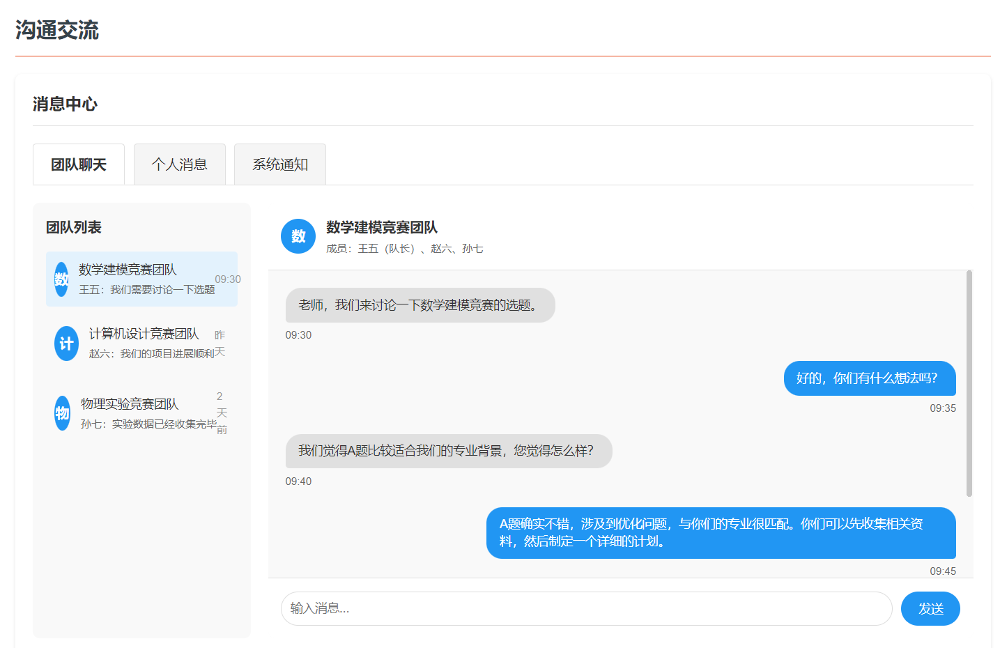 沟通交流
消息中心
团队聊天
个人消息
系统通知
团队列表
数
数学建模竞赛团队
王五：我们需要讨论一下选题
09:30
计
计算机设计竞赛团队
赵六：我们的项目进展顺利
昨
天
物
物理实验竞赛团队
孙七：实验数据已经收集完毕
2
天
前
数
数学建模竞赛团队
成员：王五（队长）、赵六、孙七
老师，我们来讨论一下数学建模竞赛的选题。
09:30
好的，你们有什么想法吗？
09:35
我们觉得A题比较适合我们的专业背景，您觉得怎么样？
09:40
A题确实不错，涉及到优化问题，与你们的专业很匹配。你们可以先收集相关资
料，然后制定一个详细的计划。
09:45
输入消息...
发送